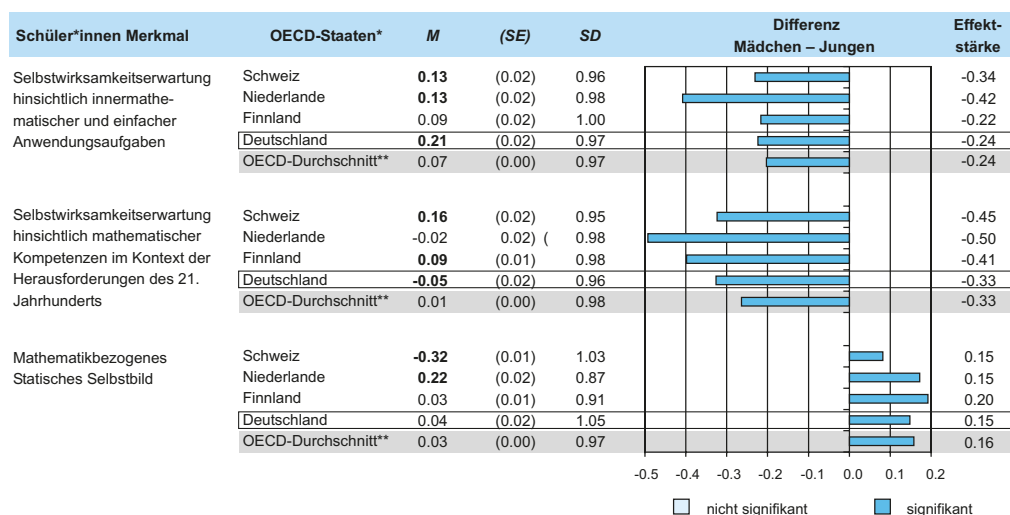 Schüler*innen Merkmal OECD-Staaten* M (SE) SD Differenz Mädchen – Jungen Effekt-stärke
Selbstwirksamkeitserwartung Schweiz 0.13 (0.02) 0.96 -0.34
hinsichtlich innermathe- Niederlande 0.13 (0.02) 0.98 -0.42
matischer und einfacher Finnland 0.09 (0.02) 1.00 -0.22
Anwendungsaufgaben Deutschland 0.21 (0.02) 0.97 -0.24
OECD-Durchschnitt** 0.07 (0.00) 0.97 -0.24
Selbstwirksamkeitserwartung Schweiz 0.16 (0.02) 0.95 -0.45
hinsichtlich mathematischer Niederlande -0.02 0.02) ( 0.98 -0.50
Kompetenzen im Kontext der Finnland 0.09 (0.01) 0.98 -0.41
Herausforderungen des 21. Deutschland -0.05 (0.02) 0.96 -0.33
Jahrhunderts OECD-Durchschnitt** 0.01 (0.00) 0.98 -0.33
Mathematikbezogenes Schweiz -0.32 (0.01) 1.03 0.15
Statisches Selbstbild Niederlande 0.22 (0.02) 0.87 0.15
Finnland 0.03 (0.01) 0.91 0.20
Deutschland 0.04 (0.02) 1.05 0.15
OECD-Durchschnitt** 0.03 (0.00) 0.97 0.16
-0.5 -0.4 -0.3 -0.2 -0.1 0.0 0.1 0.2
nicht signifikant signifikant